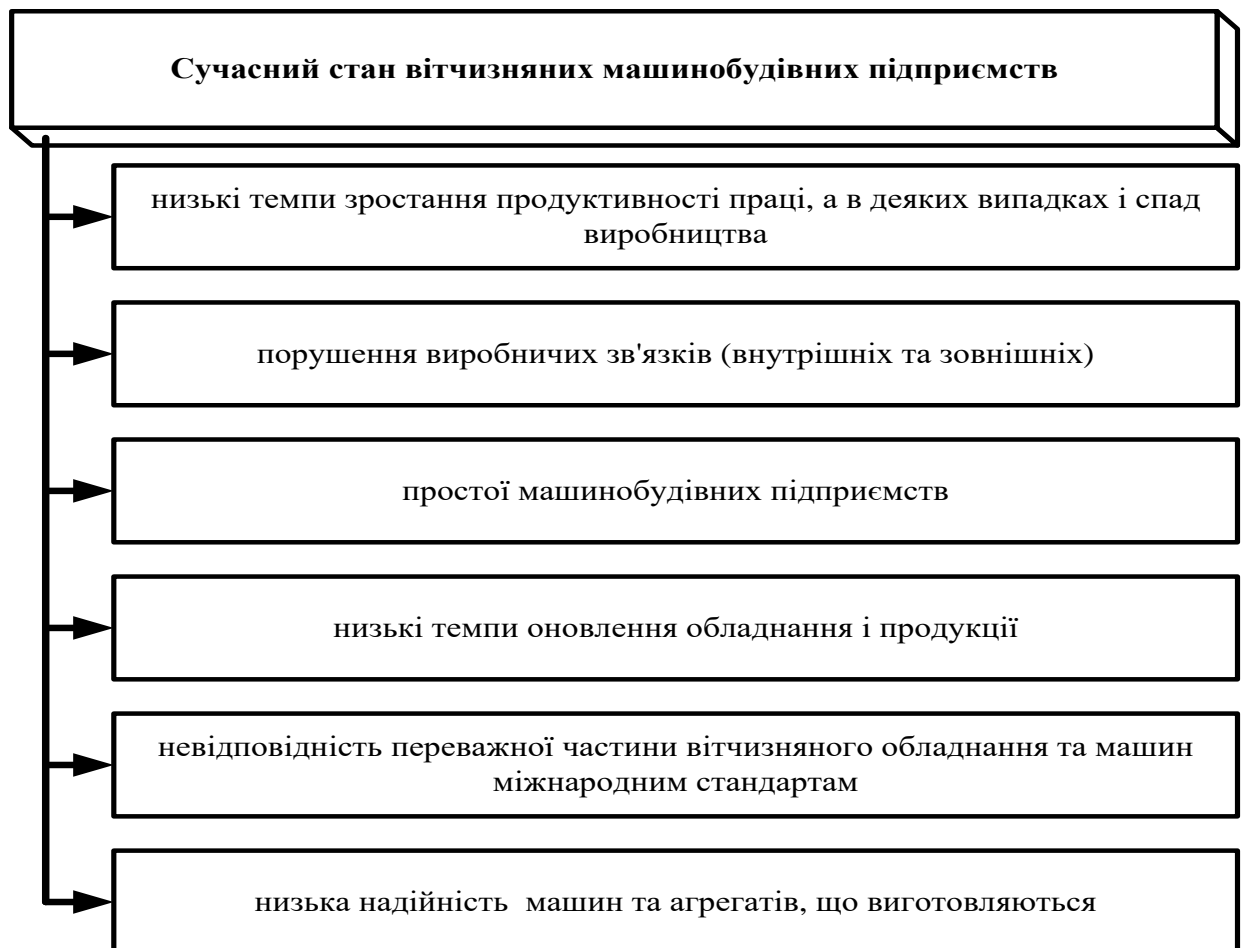 Сучасний стан вітчизняних машинобудівних підприємств
низькі темпи зростання продуктивності праці, а в деяких випадках і спад
виробництва
порушення виробничих зв'язків (внутрішніх та зовнішніх)
простої машинобудівних підприємств
низькі темпи оновлення обладнання і продукції
невідповідність переважної частини вітчизняного обладнання та машин
міжнародним стандартам
низька надійність машин та агрегатів, що виготовляються